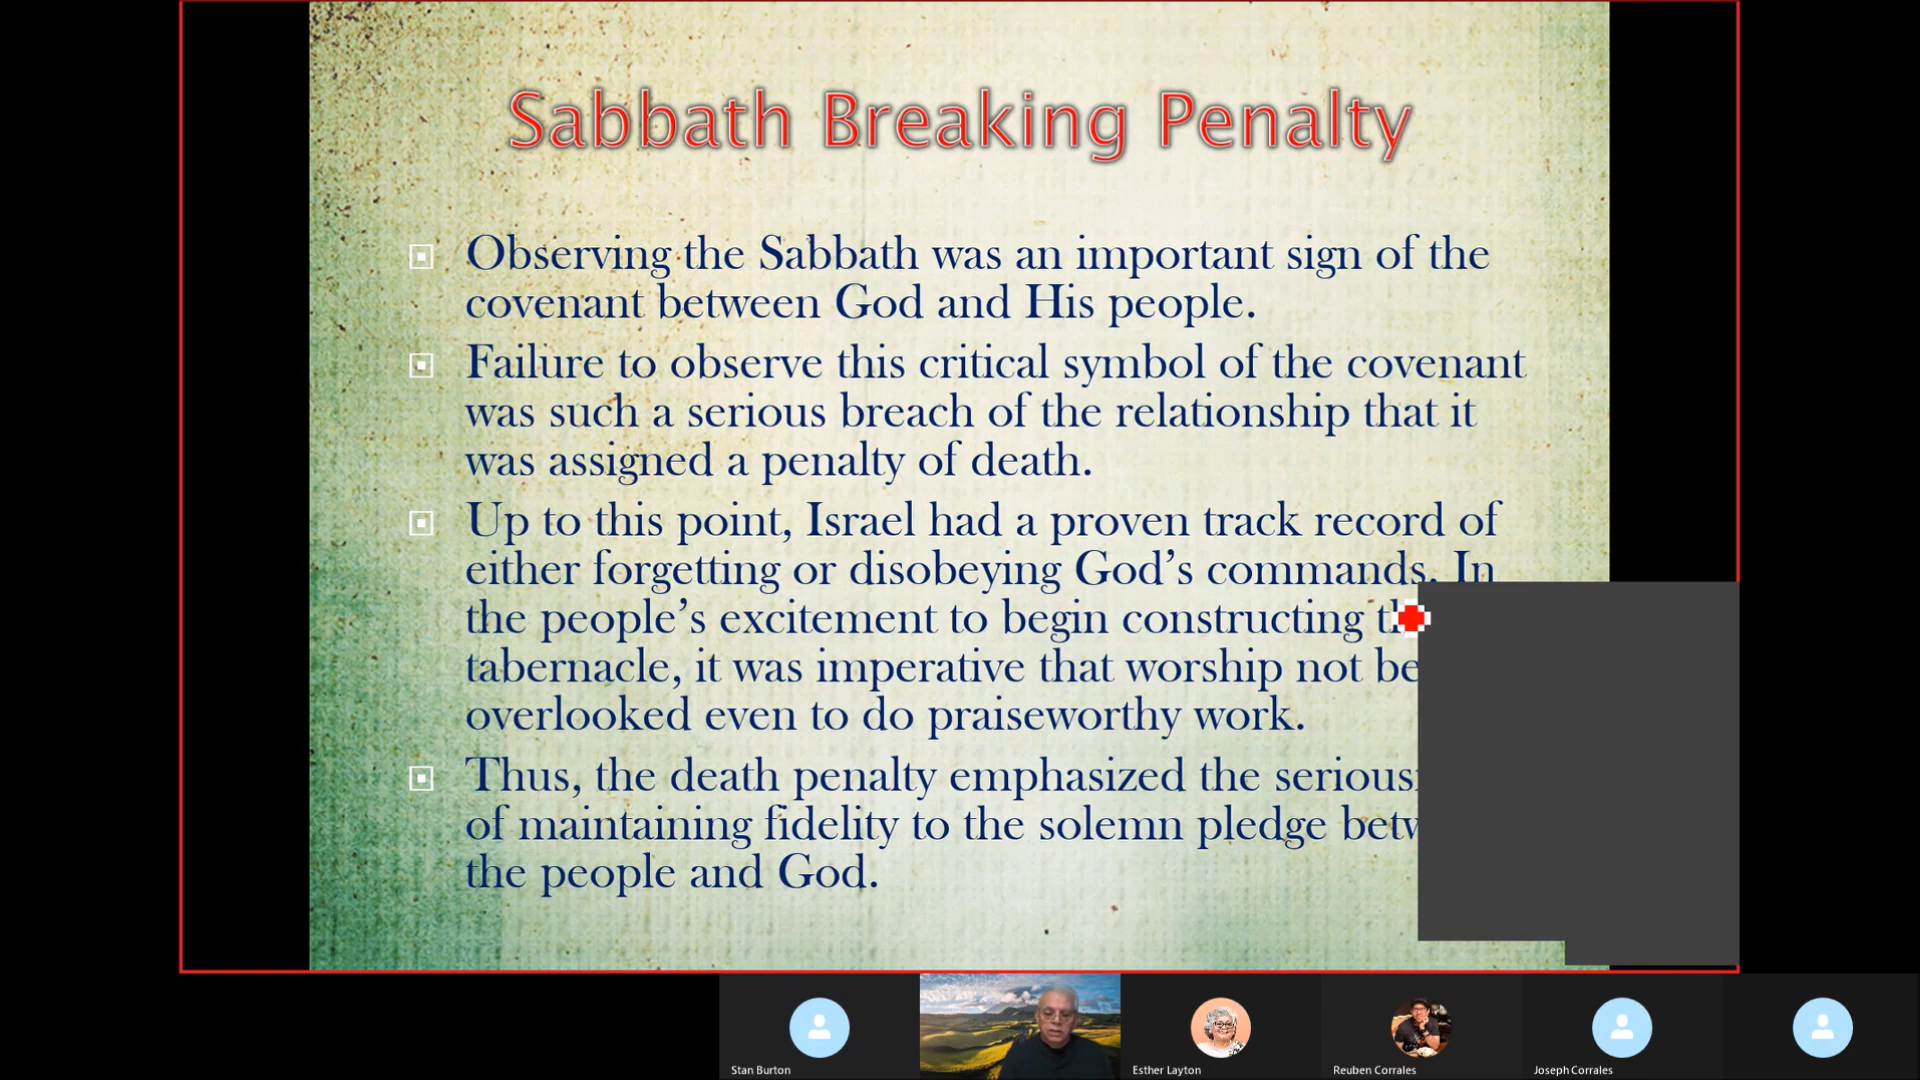 Sabbath Breaking Penalty
Observing the Sabbath was an important sign of the
covenant between God and His people.
Failure to observe this critical symbol of the covenant
was such a serious breach of the relationship that it
was assigned a penalty of death.
Up to this point, Israel had a proven track record of
either forgetting or disobeying God's commands. In
the people's excitement to begin constructing
tabernacle, it was imperative that worship not be
overlooked even to do praiseworthy work.
Thus, the death penalty emphasized the
of maintaining fidelity to the solemn pledge
the people and God.
Stan Burton
Esther Layton
Reuben Corrales
Joseph Corrales